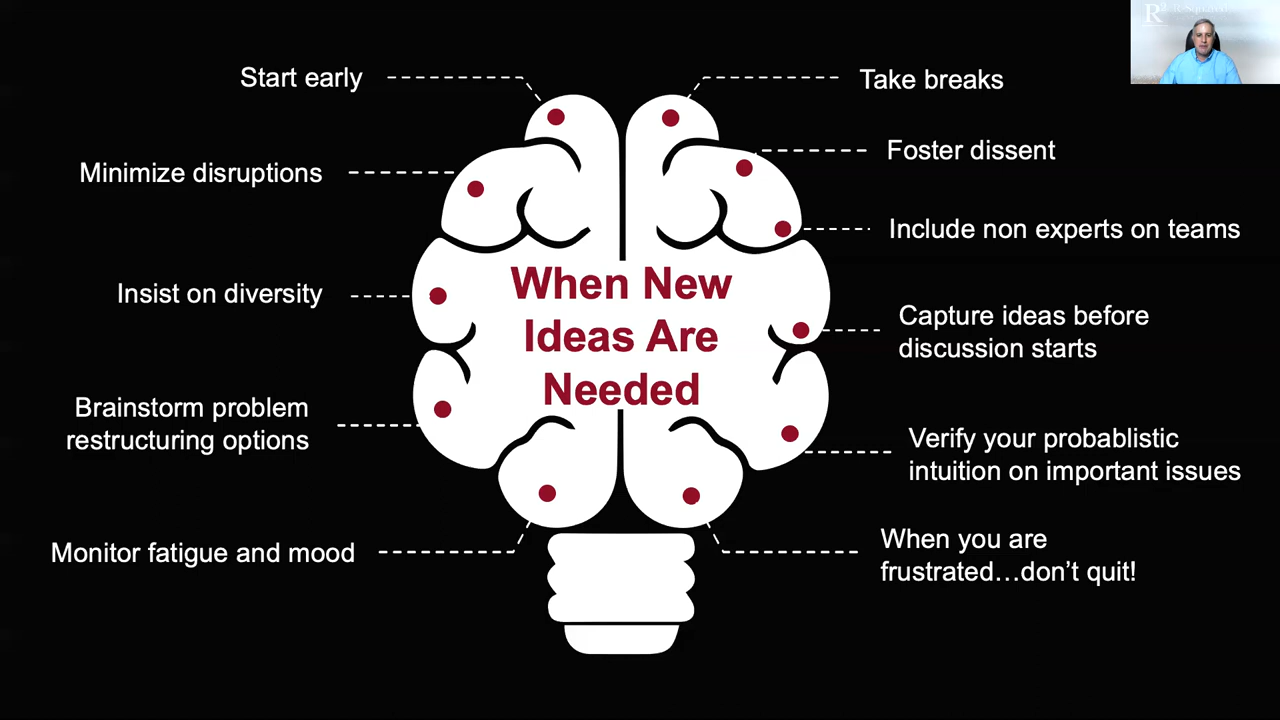 R² R-Squared
Start early
Take breaks
Minimize disruptions
Foster dissent
Include non experts on teams
Insist on diversity
When New
Ideas Are
Needed
Capture ideas before
discussion starts
Brainstorm problem
restructuring options
Verify your probablistic
intuition on important issues
Monitor fatigue and mood
When you are
frustrated…don’t quit!